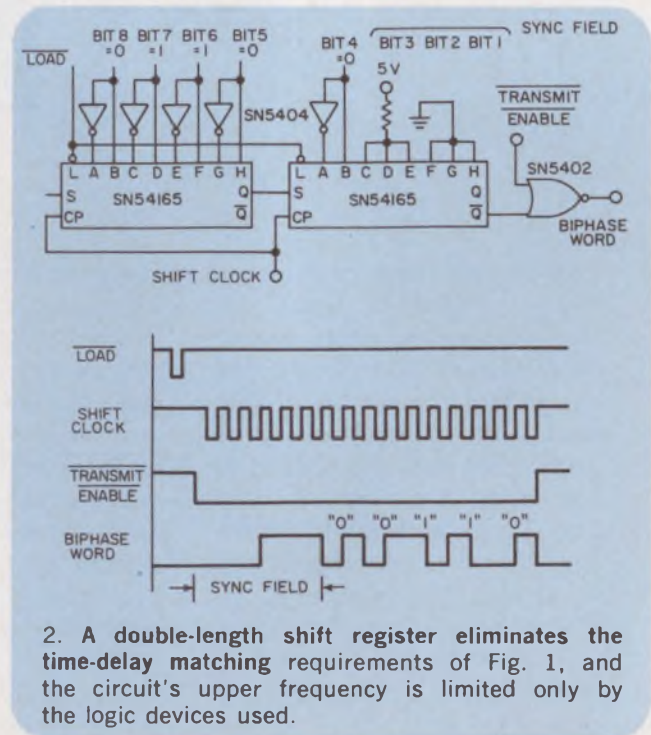 SYNC FIELD
BIT8 BIT7 BIT6 BIT5 BIT4 BIT3 BIT2 BIT1
=0 =1 =1 =0 =0
LOAD
5V
SN5404
TRANSMIT
ENABLE
L A B C D E F G H L A B C D E F G H
SN5402
S Q S Q
SN54165 SN54165
CP Q̅ CP Q̅
BIPHASE
WORD
SHIFT CLOCK
LOAD
SHIFT
CLOCK
TRANSMIT
ENABLE
"0" "0" "1" "1" "0"
BIPHASE
WORD
SYNC FIELD
2. A double-length shift register eliminates the
time-delay matching requirements of Fig. 1, and
the circuit's upper frequency is limited only by
the logic devices used.